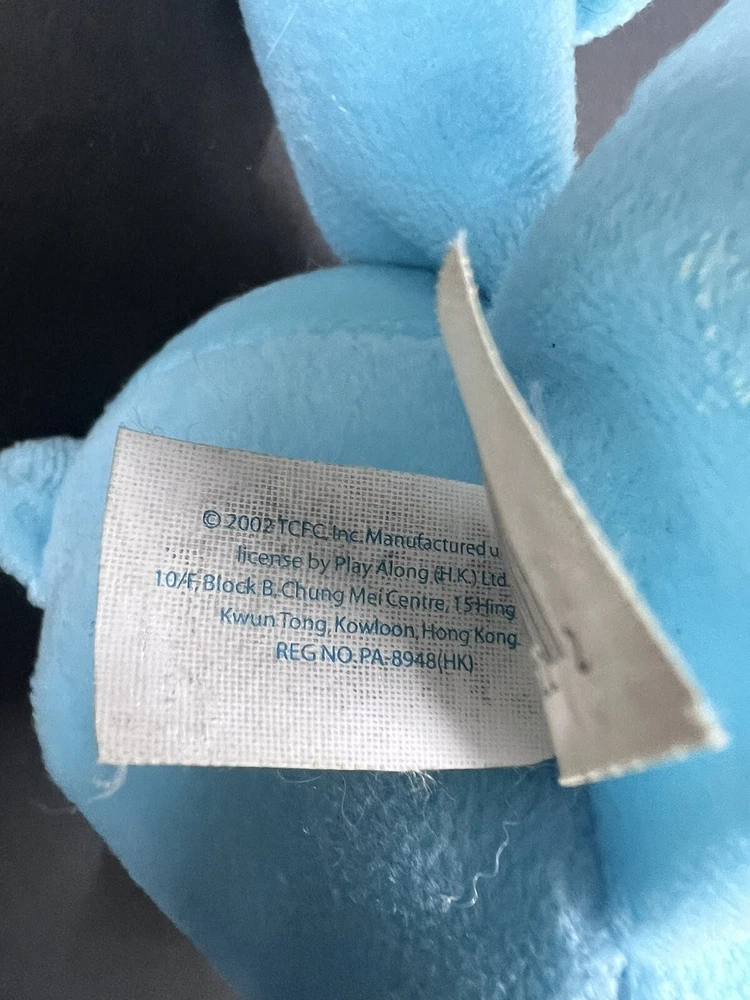 © 2002 TCFC, Inc. Manufactured u
license by Play Along (H.K.) Ltd.
10/F, Block B, Chung Mei Centre, 15 Hing
Kwun Tong, Kowloon, Hong Kong.
REG NO. PA-8948(HK)